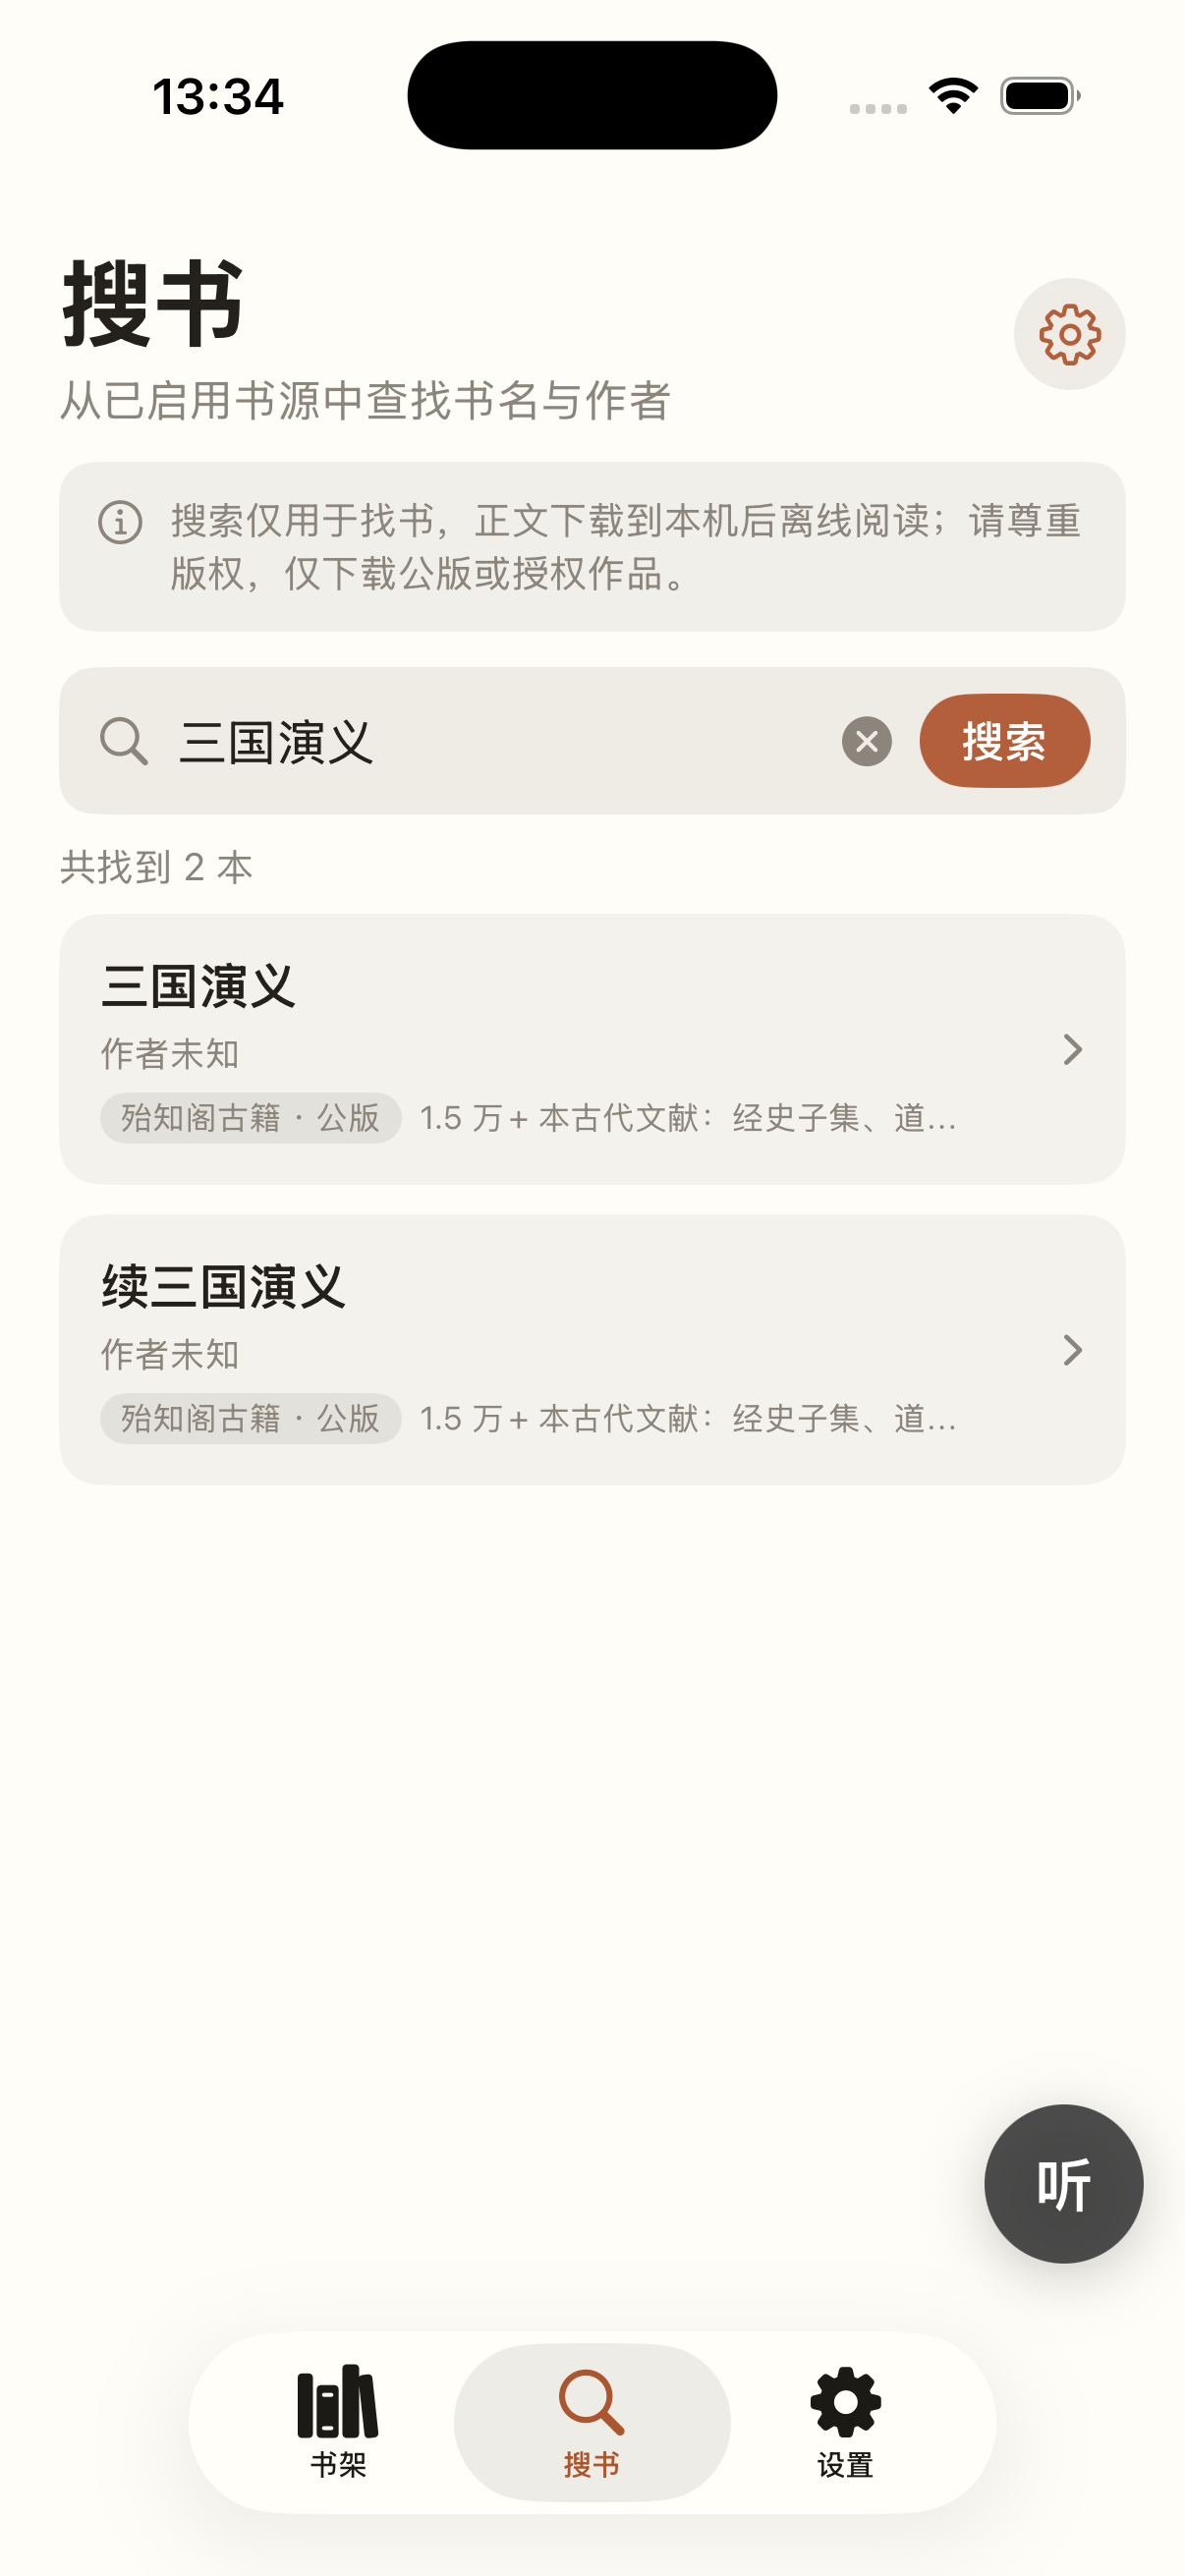 13:34
搜书
从已启用书源中查找书名与作者
搜索仅用于找书，正文下载到本机后离线阅读；请尊重
版权，仅下载公版或授权作品。
三国演义
搜索
共找到 2 本
三国演义
作者未知
殆知阁古籍 · 公版 1.5 万+ 本古代文献：经史子集、道…
续三国演义
作者未知
殆知阁古籍 · 公版 1.5 万+ 本古代文献：经史子集、道…
听
书架 搜书 设置